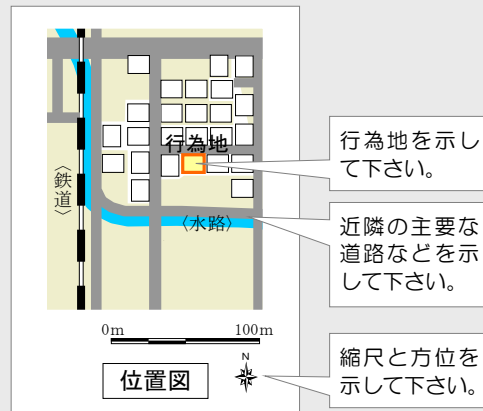 行為地
〈鉄道〉
〈水路〉
0m 100m
位置図
N
行為地を示し
て下さい。
近隣の主要な
道路などを示
して下さい。
縮尺と方位を
示して下さい。